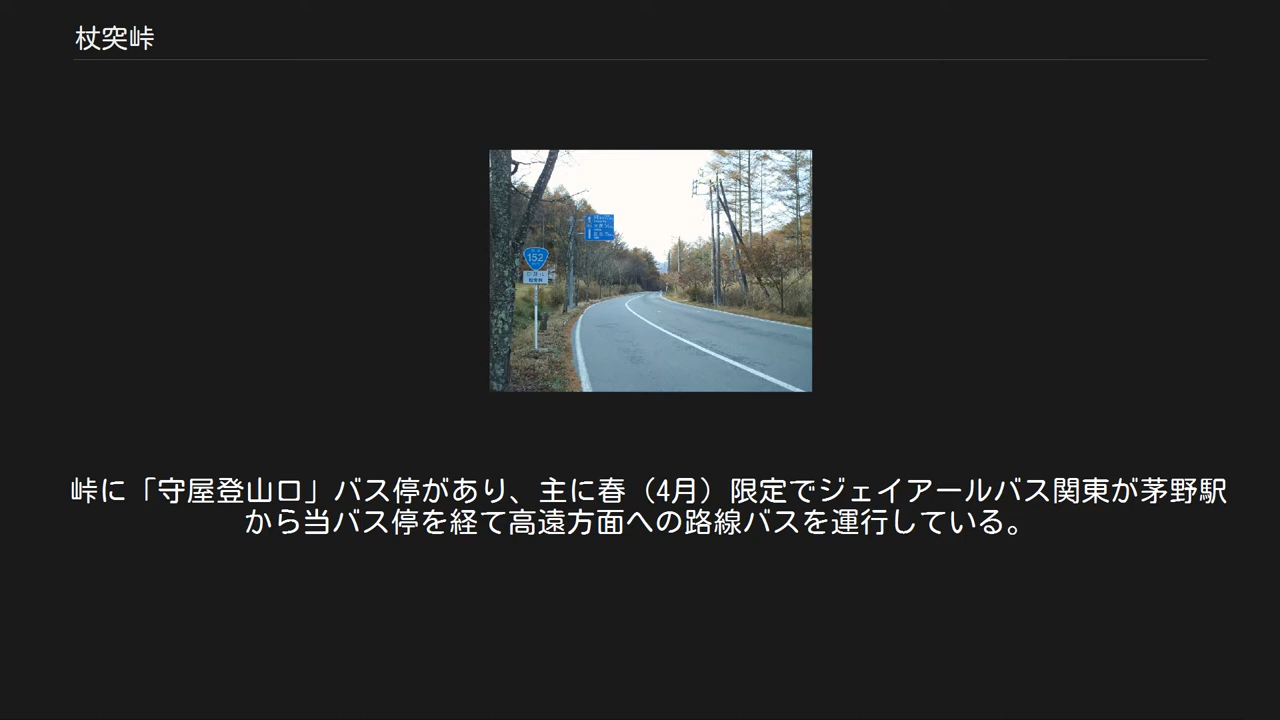 杖突峠
152
峠に「守屋登山口」バス停があり、主に春（4月）限定でジェイアールバス関東が茅野駅
から当バス停を経て高遠方面への路線バスを運行している。